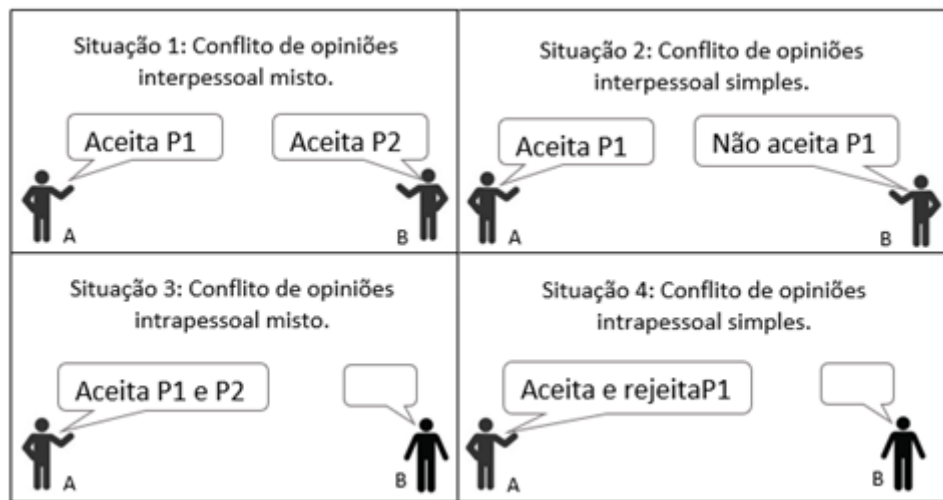 Situação 1: Conflito de opiniões
interpessoal misto.
Aceita P1
Aceita P2
A
B
Situação 2: Conflito de opiniões
interpessoal simples.
Aceita P1
Não aceita P1
A
B
Situação 3: Conflito de opiniões
intrapessoal misto.
Aceita P1 e P2
A
B
Situação 4: Conflito de opiniões
intrapessoal simples.
Aceita e rejeitaP1
A
B